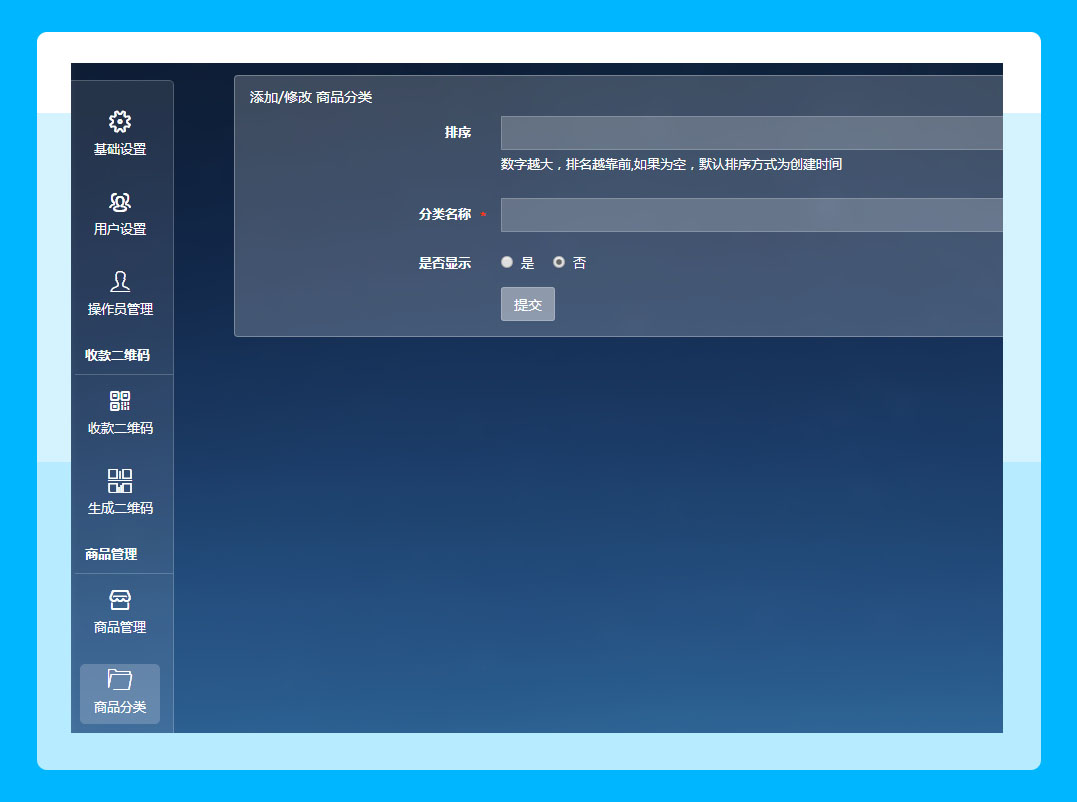 基础设置
用户设置
操作员管理
收款二维码
收款二维码
生成二维码
商品管理
商品管理
商品分类
添加/修改 商品分类
排序
数字越大，排名越靠前,如果为空，默认排序方式为创建时间
分类名称 *
是否显示 是 否
提交